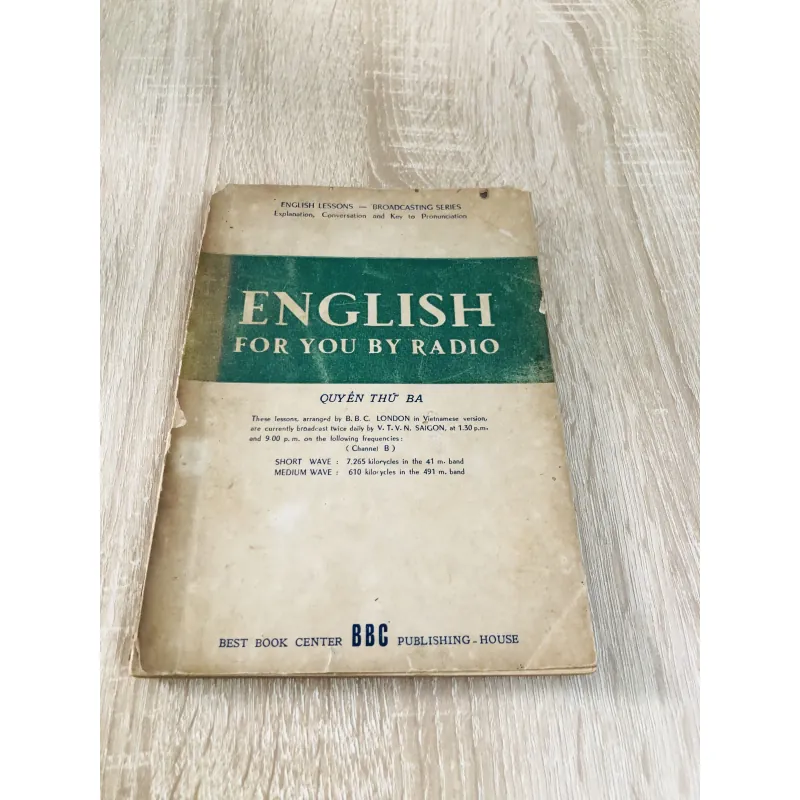 ENGLISH LESSONS — BROADCASTING SERIES
Explanation, Conversation and Key to Pronunciation
ENGLISH
FOR YOU BY RADIO
QUYỂN THỨ BA
These lessons, arranged by B. B. C. LONDON in Vietnamese version,
are currently broadcast twice daily by V. T. V. N. SAIGON, at 1.30 p.m.
and 9.00 p. m. on the following frequencies :
( Channel B )
SHORT WAVE : 7.265 kilocycles in the 41 m. band
MEDIUM WAVE : 610 kilocycles in the 491 m. band
BEST BOOK CENTER BBC PUBLISHING - HOUSE